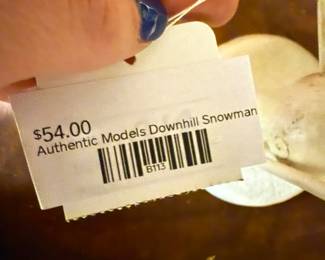 $54.00
Authentic Models Downhill Snowman
B113